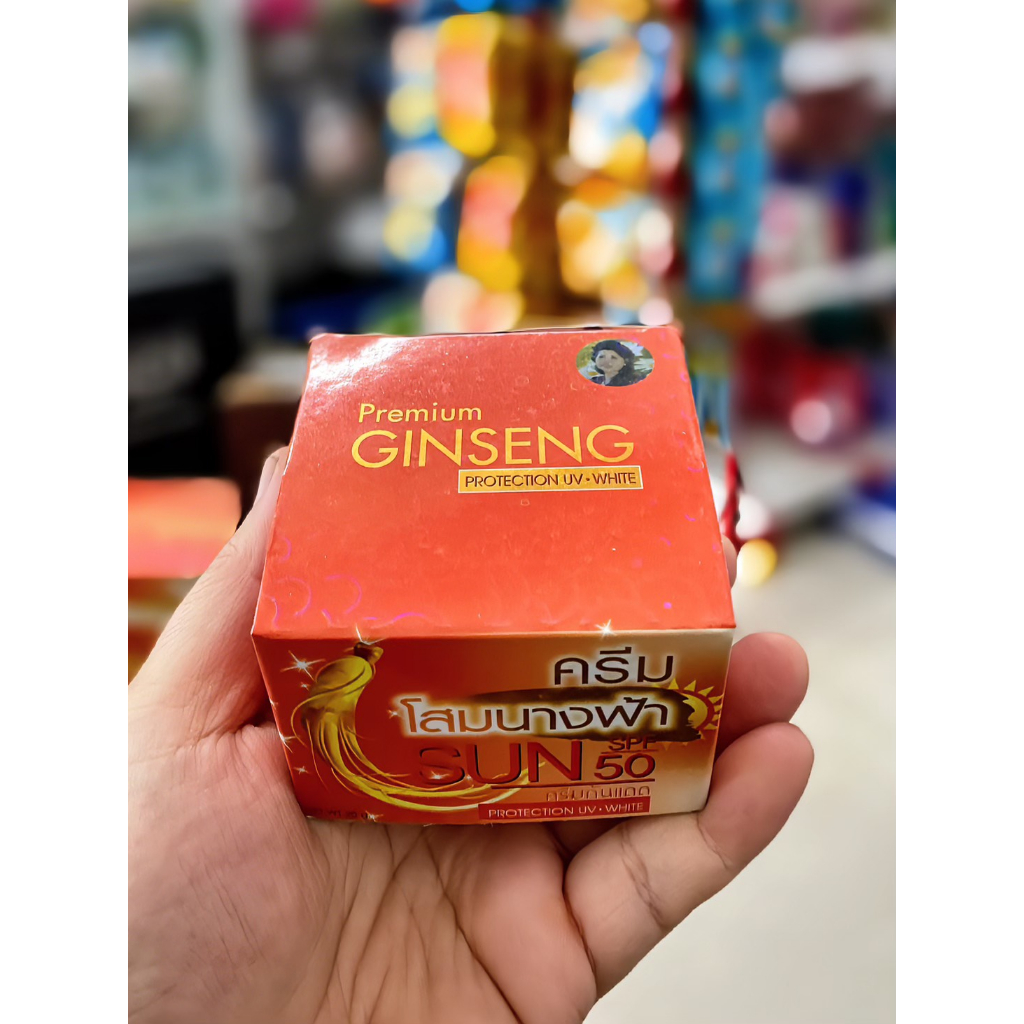 Premium
GINSENG
PROTECTION UV • WHITE
ครีม
โสมนางฟ้า
SUN SPF 50
ครีมกันแดด
PROTECTION UV • WHITE